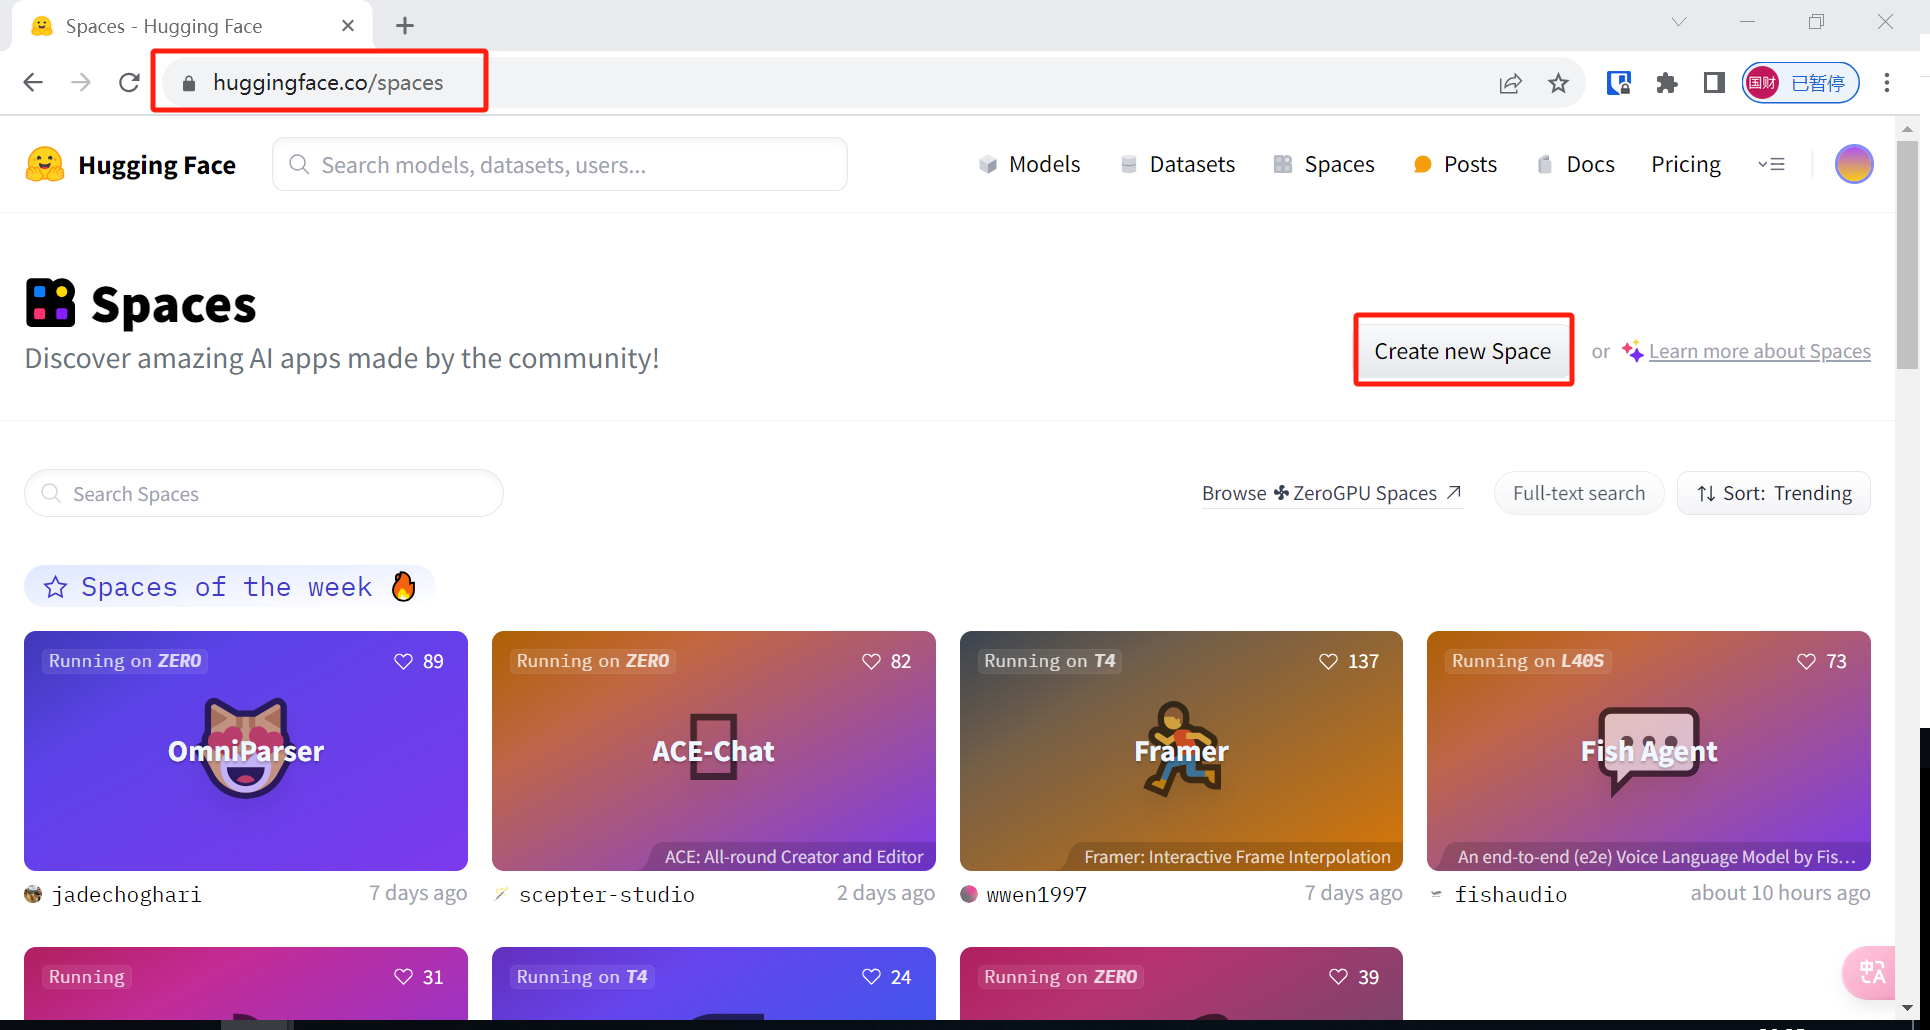 Spaces - Hugging Face
huggingface.co/spaces
国财 已暂停
Hugging Face
Search models, datasets, users...
Models Datasets Spaces Posts Docs Pricing
Spaces
Discover amazing AI apps made by the community!
Create new Space or Learn more about Spaces
Search Spaces
Browse ZeroGPU Spaces Full-text search Sort: Trending
Spaces of the week
Running on ZERO 89
OmniParser
jadechoghari 7 days ago
Running on ZERO 82
ACE-Chat
ACE: All-round Creator and Editor
scepter-studio 2 days ago
Running on T4 137
Framer
Framer: Interactive Frame Interpolation
wwen1997 7 days ago
Running on L40S 73
Fish Agent
An end-to-end (e2e) Voice Language Model by Fis…
fishaudio about 10 hours ago
Running 31
Running on T4 24
Running on ZERO 39
中A